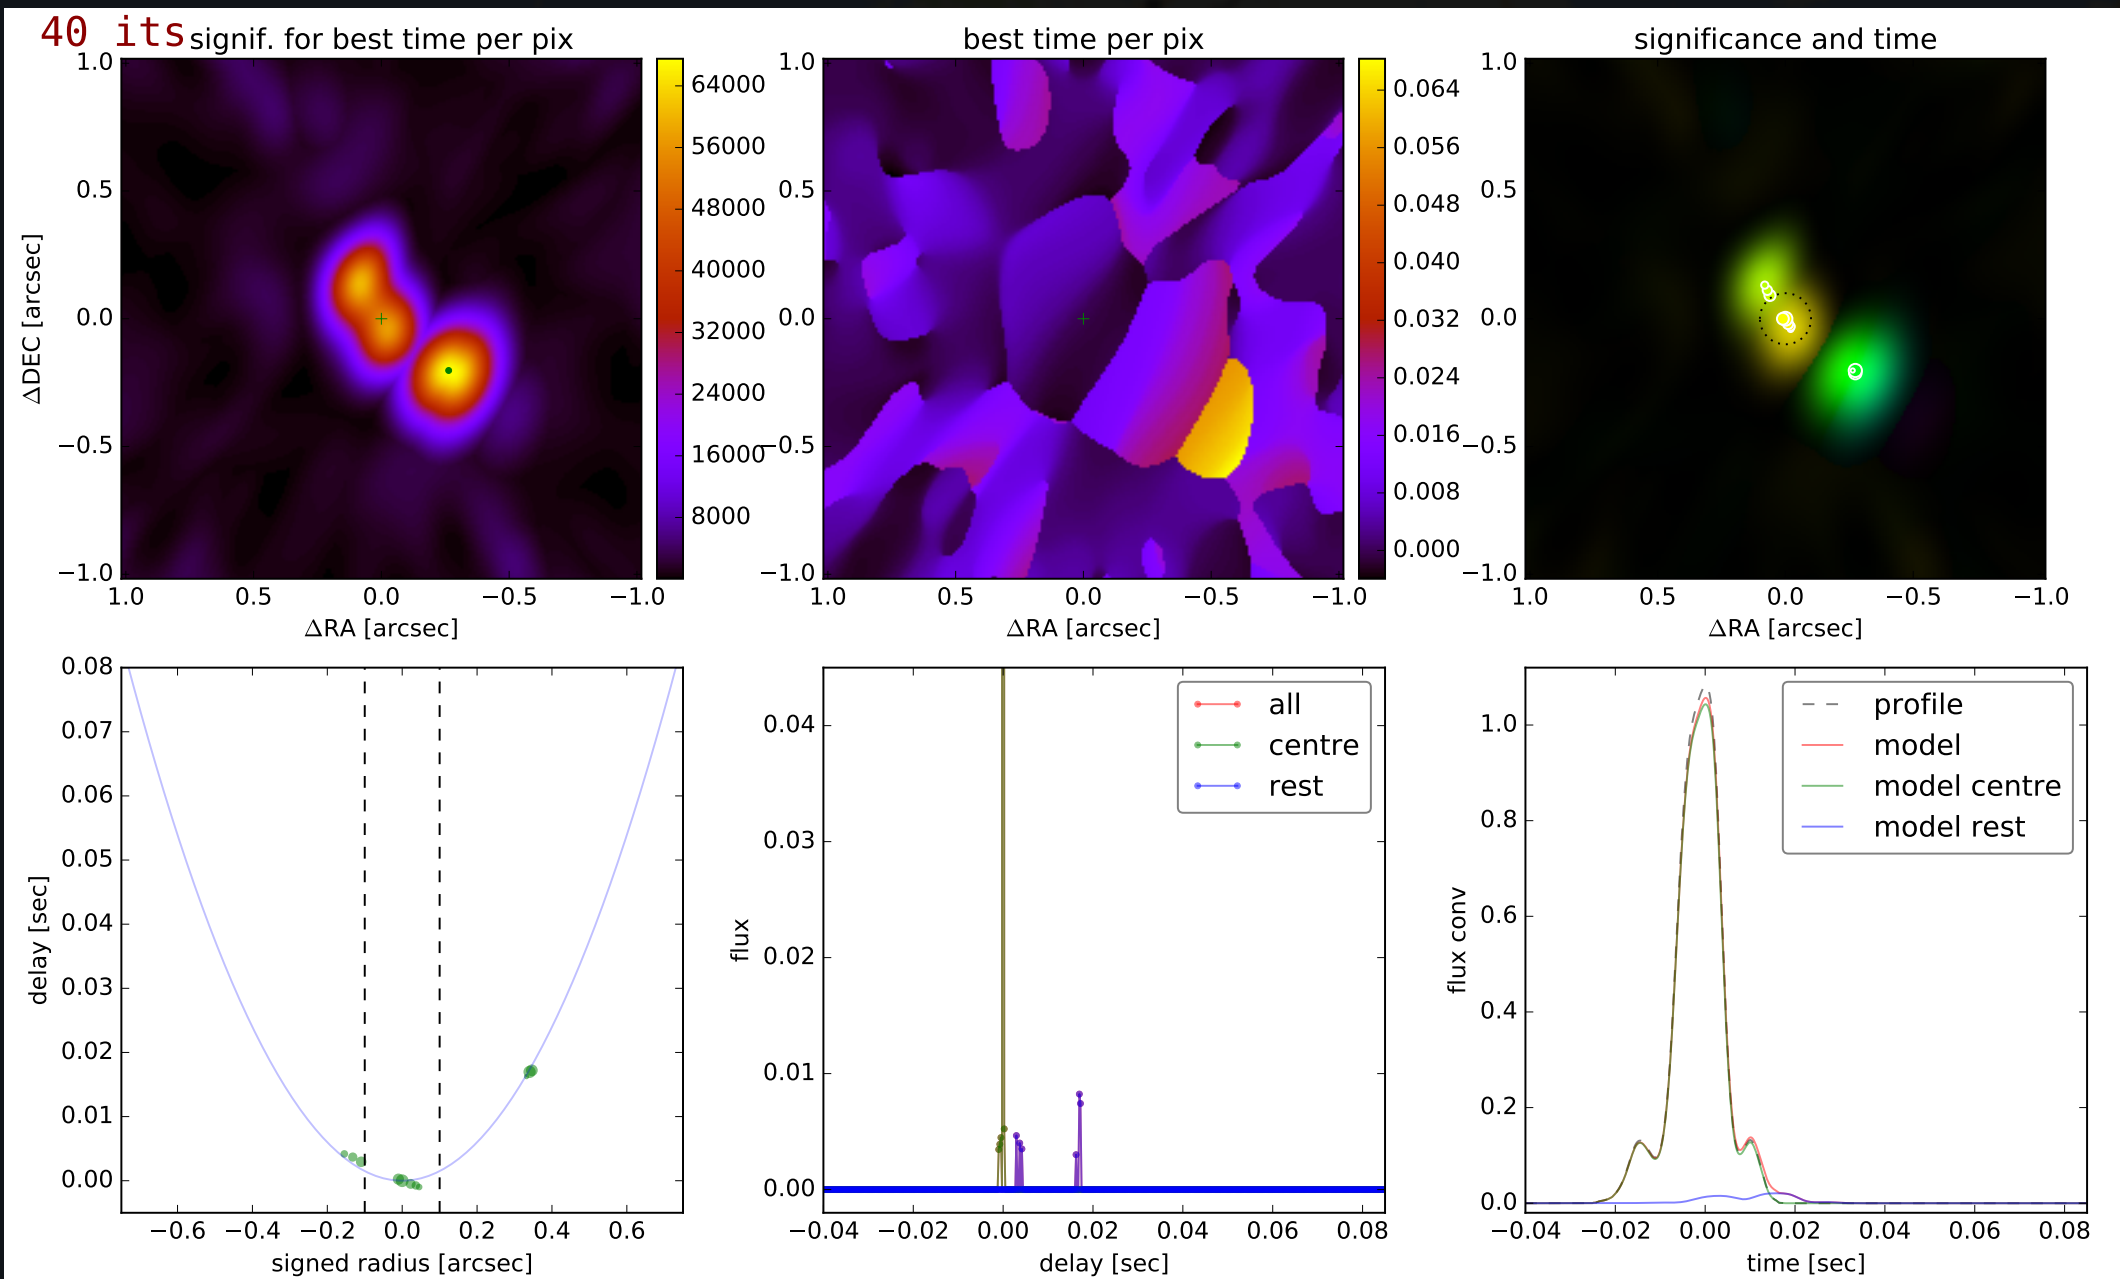 40 its
signif. for best time per pix
1.0
0.5
0.0
−0.5
−1.0
ΔDEC [arcsec]
1.0 0.5 0.0 −0.5 −1.0
ΔRA [arcsec]
64000
56000
48000
40000
32000
24000
16000
8000
best time per pix
1.0
0.5
0.0
−0.5
−1.0
1.0 0.5 0.0 −0.5 −1.0
ΔRA [arcsec]
0.064
0.056
0.048
0.040
0.032
0.024
0.016
0.008
0.000
significance and time
1.0
0.5
0.0
−0.5
−1.0
1.0 0.5 0.0 −0.5 −1.0
ΔRA [arcsec]
0.08
0.07
0.06
0.05
0.04
0.03
0.02
0.01
0.00
delay [sec]
−0.6 −0.4 −0.2 0.0 0.2 0.4 0.6
signed radius [arcsec]
0.04
0.03
0.02
0.01
0.00
flux
all
centre
rest
−0.04 −0.02 0.00 0.02 0.04 0.06 0.08
delay [sec]
1.0
0.8
0.6
0.4
0.2
0.0
flux conv
profile
model
model centre
model rest
−0.04 −0.02 0.00 0.02 0.04 0.06 0.08
time [sec]